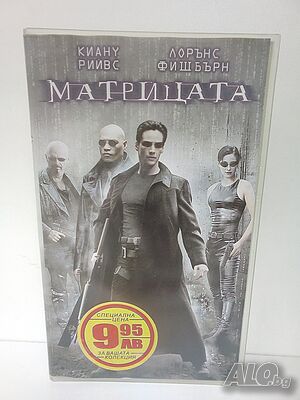 КИАНУ
РИИВС
ЛОРЪНС
ФИШБЪРН
МАТРИЦАТА
СПЕЦИАЛНА
ЦЕНА
9 95
ЛВ
ЗА ВАШАТА
КОЛЕКЦИЯ
ALO.bg